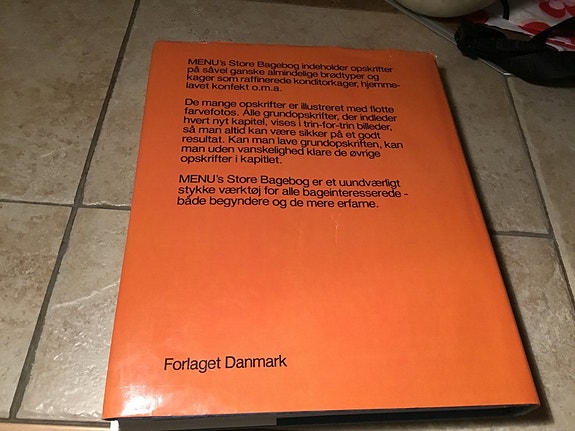 MENU's Store Bagebog indeholder opskrifter
på såvel ganske almindelige brødtyper og
kager som raffinerede konditorkager, hjemme-
lavet konfekt o.m.a.
De mange opskrifter er illustreret med flotte
farvefotos. Alle grundopskrifter, der indleder
hvert nyt kapitel, vises i trin-for-trin billeder,
så man altid kan være sikker på et godt
resultat. Kan man lave grundopskriften, kan
man uden vanskelighed klare de øvrige
opskrifter i kapitlet.
MENU's Store Bagebog er et uundværligt
stykke værktøj for alle bageinteresserede -
både begyndere og de mere erfarne.
Forlaget Danmark